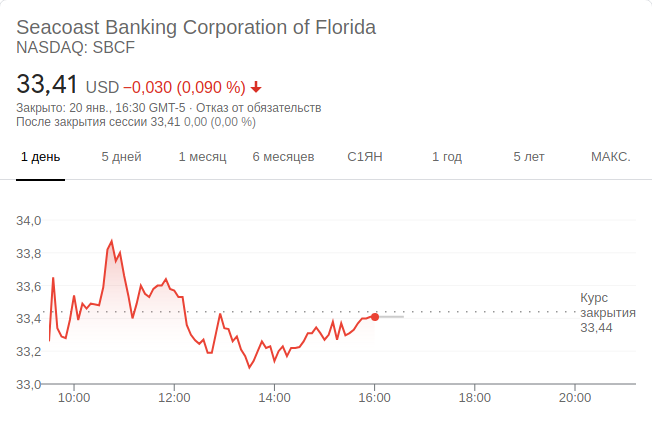 Seacoast Banking Corporation of Florida
NASDAQ: SBCF
33,41 USD −0,030 (0,090 %)
Закрыто: 20 янв., 16:30 GMT-5 · Отказ от обязательств
После закрытия сессии 33,41 0,00 (0,00 %)
1 день 5 дней 1 месяц 6 месяцев С1ЯН 1 год 5 лет МАКС.
34,0
33,8
33,6
33,4
33,2
33,0
Курс
закрытия
33,44
10:00 12:00 14:00 16:00 18:00 20:00